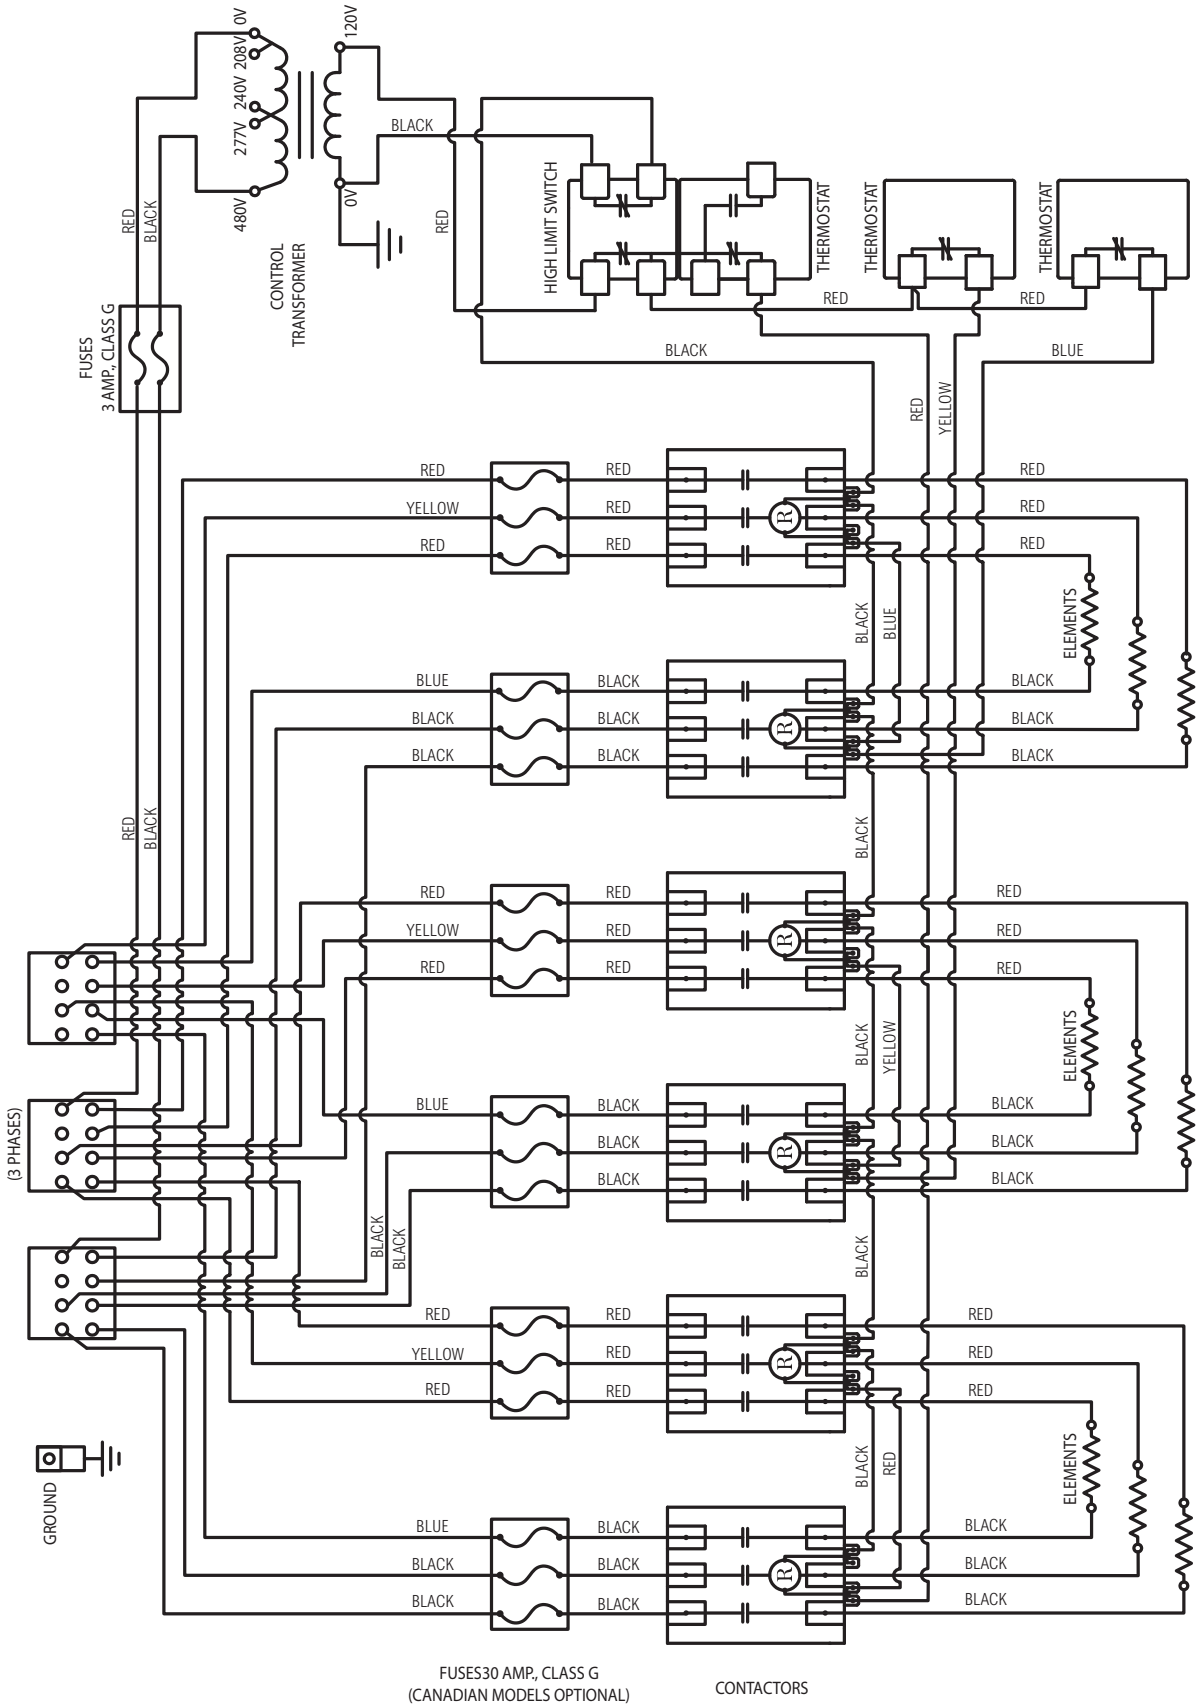 0V
208V
240V
277V
480V
120V
0V
CONTROL
TRANSFORMER
RED
BLACK
FUSES
3 AMP., CLASS G
BLACK
RED
HIGH LIMIT SWITCH
THERMOSTAT
THERMOSTAT
THERMOSTAT
RED
RED
BLACK
BLUE
RED
YELLOW
RED
RED
RED
YELLOW
RED
R
RED
RED
RED
BLACK
BLUE
ELEMENTS
BLUE
BLACK
BLACK
BLACK
BLACK
R
BLACK
BLACK
BLACK
BLACK
RED
BLACK
BLACK
RED
RED
RED
YELLOW
RED
R
RED
RED
RED
RED
BLACK
YELLOW
ELEMENTS
(3 PHASES)
BLUE
BLACK
BLACK
BLACK
BLACK
R
BLACK
BLACK
BLACK
BLACK
BLACK
BLACK
RED
RED
RED
YELLOW
RED
R
RED
RED
RED
RED
BLACK
RED
ELEMENTS
GROUND
BLUE
BLACK
BLACK
BLACK
BLACK
R
BLACK
BLACK
BLACK
BLACK
BLACK
FUSES30 AMP., CLASS G
(CANADIAN MODELS OPTIONAL)
CONTACTORS